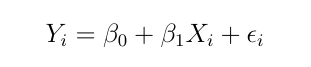 Yᵢ = β₀ + β₁Xᵢ + ϵᵢ